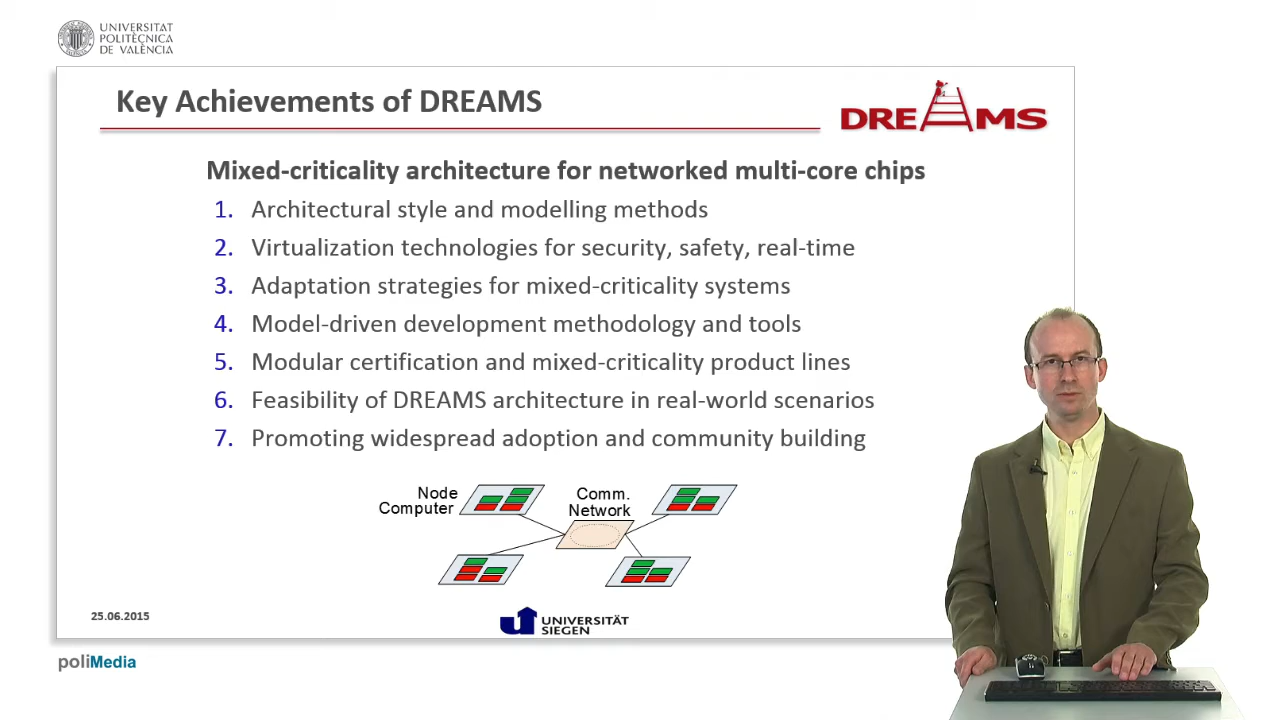 UNIVERSITAT
POLITÈCNICA
DE VALÈNCIA
Key Achievements of DREAMS
DREAMS
Mixed-criticality architecture for networked multi-core chips
1. Architectural style and modelling methods
2. Virtualization technologies for security, safety, real-time
3. Adaptation strategies for mixed-criticality systems
4. Model-driven development methodology and tools
5. Modular certification and mixed-criticality product lines
6. Feasibility of DREAMS architecture in real-world scenarios
7. Promoting widespread adoption and community building
Node
Computer
Comm.
Network
25.06.2015
UNIVERSITÄT
SIEGEN
poliMedia